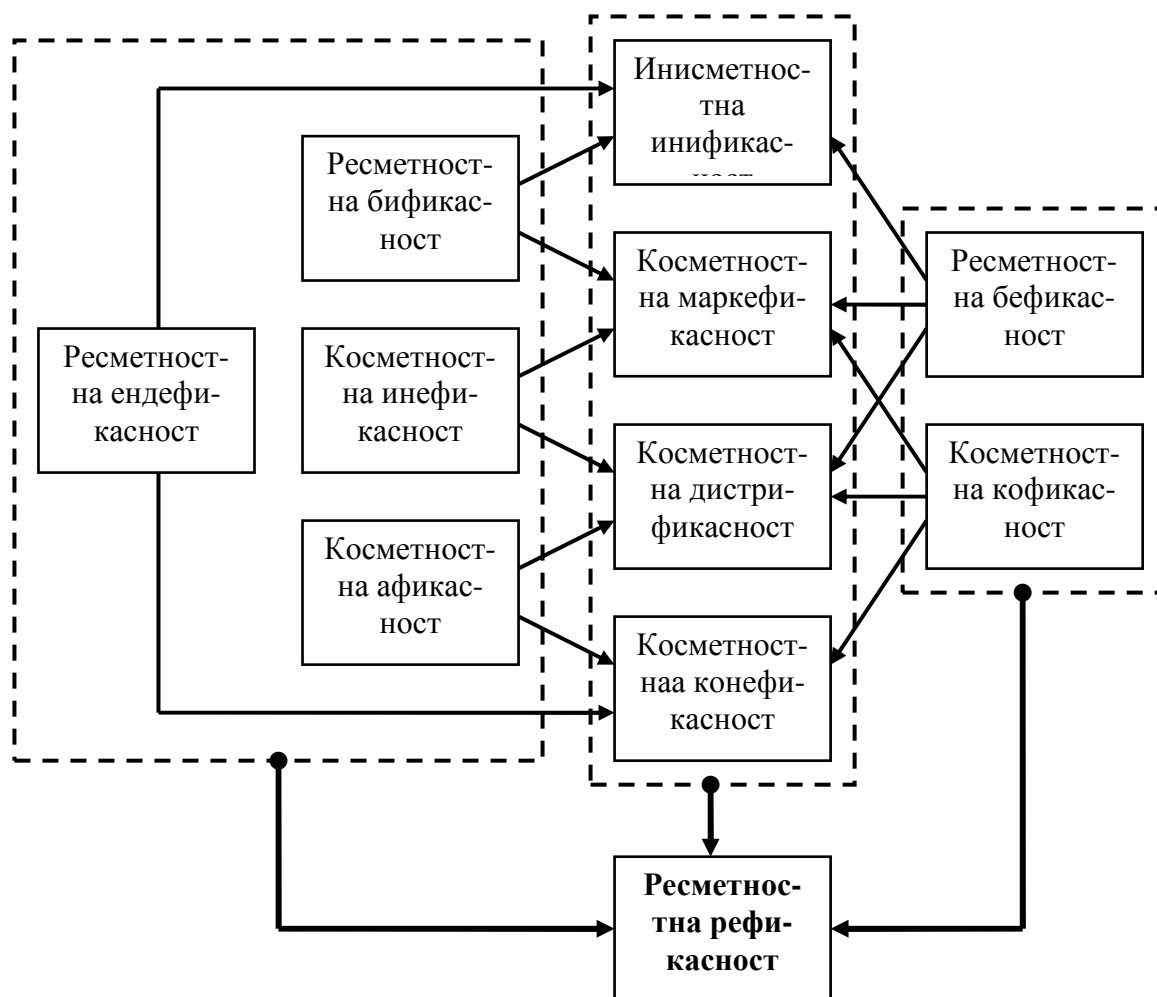 Инисметнос-
тна
инификас-
Ресметност-
на бификас-
ност
Косметност-
на маркефи-
касност
Ресметност-
на бефикас-
ност
Ресметност-
на ендефи-
касност
Косметност-
на инефи-
касност
Косметност-
на дистри-
фикасност
Косметност-
на кофикас-
ност
Косметност-
на афикас-
ност
Косметност-
наа конефи-
касност
Ресметнос-
тна рефи-
касност